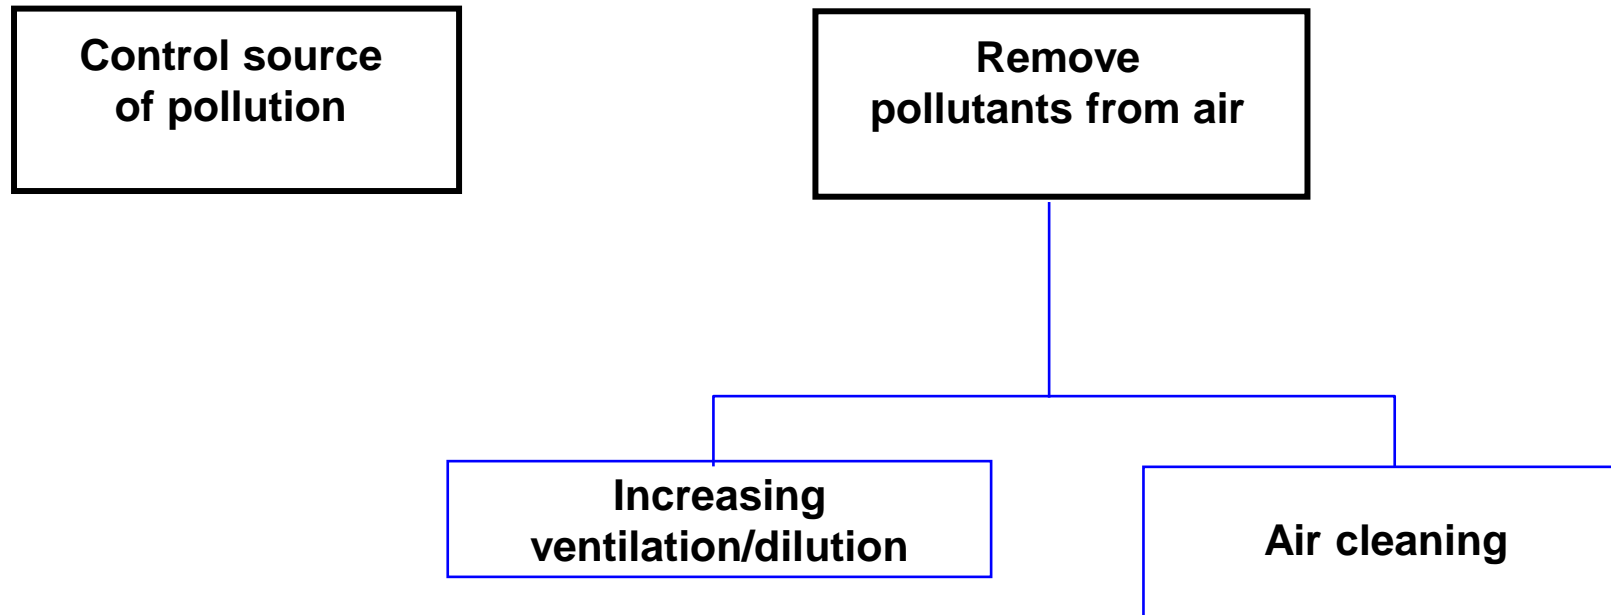 Control source
of pollution
Remove
pollutants from air
Increasing
ventilation/dilution
Air cleaning